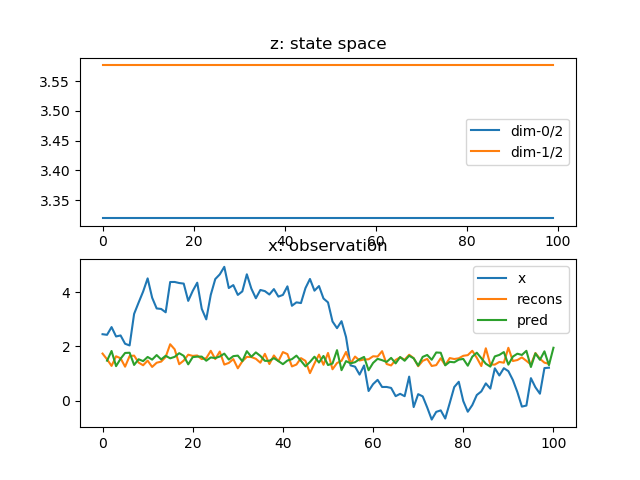 z: state space
3.55
3.50
3.45
3.40
3.35
dim-0/2
dim-1/2
0 20 40 60 80 100
x: observation
4
2
0
x
recons
pred
0 20 40 60 80 100